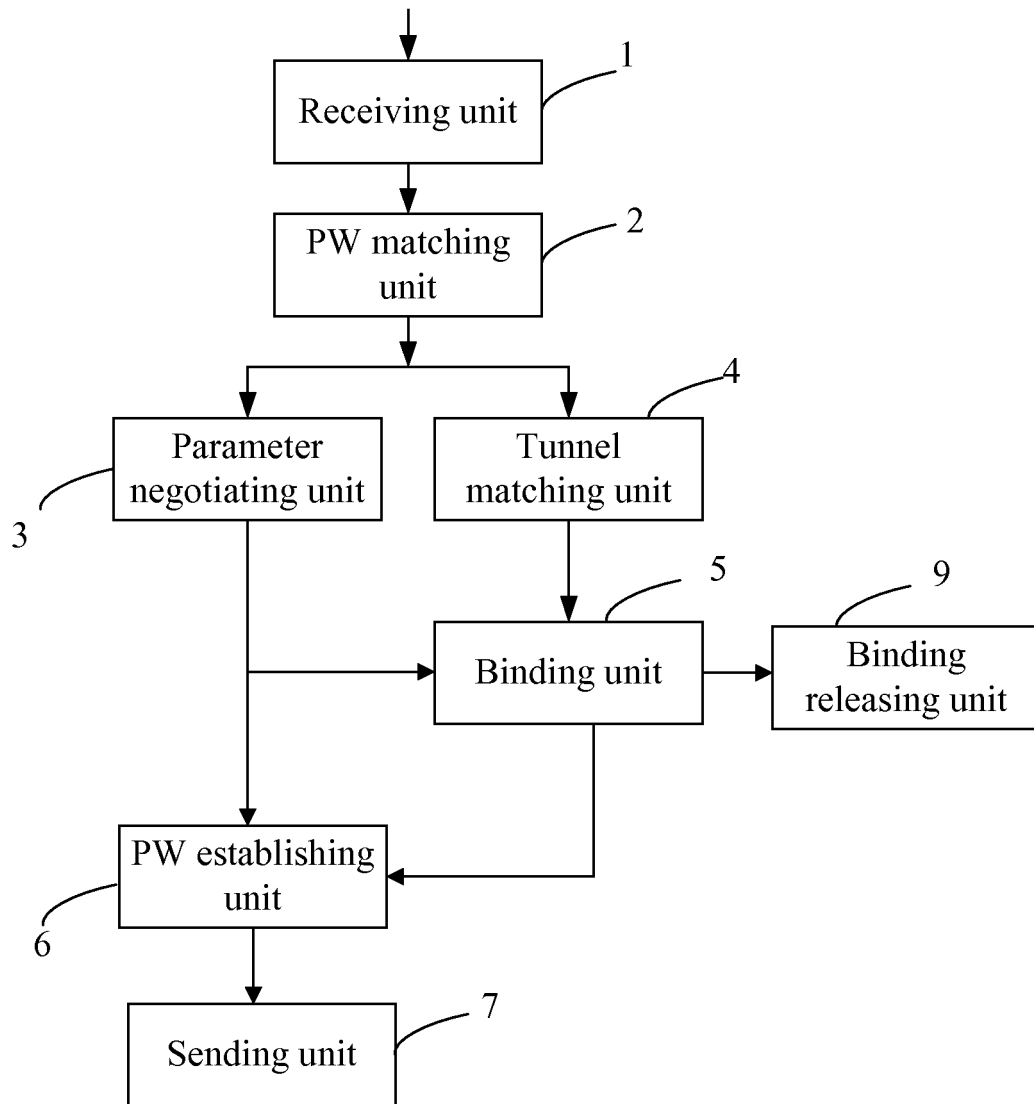 1
Receiving unit
2
PW matching
unit
4
Parameter
negotiating unit
3
Tunnel
matching unit
5
9
Binding unit
Binding
releasing unit
PW establishing
unit
6
7
Sending unit